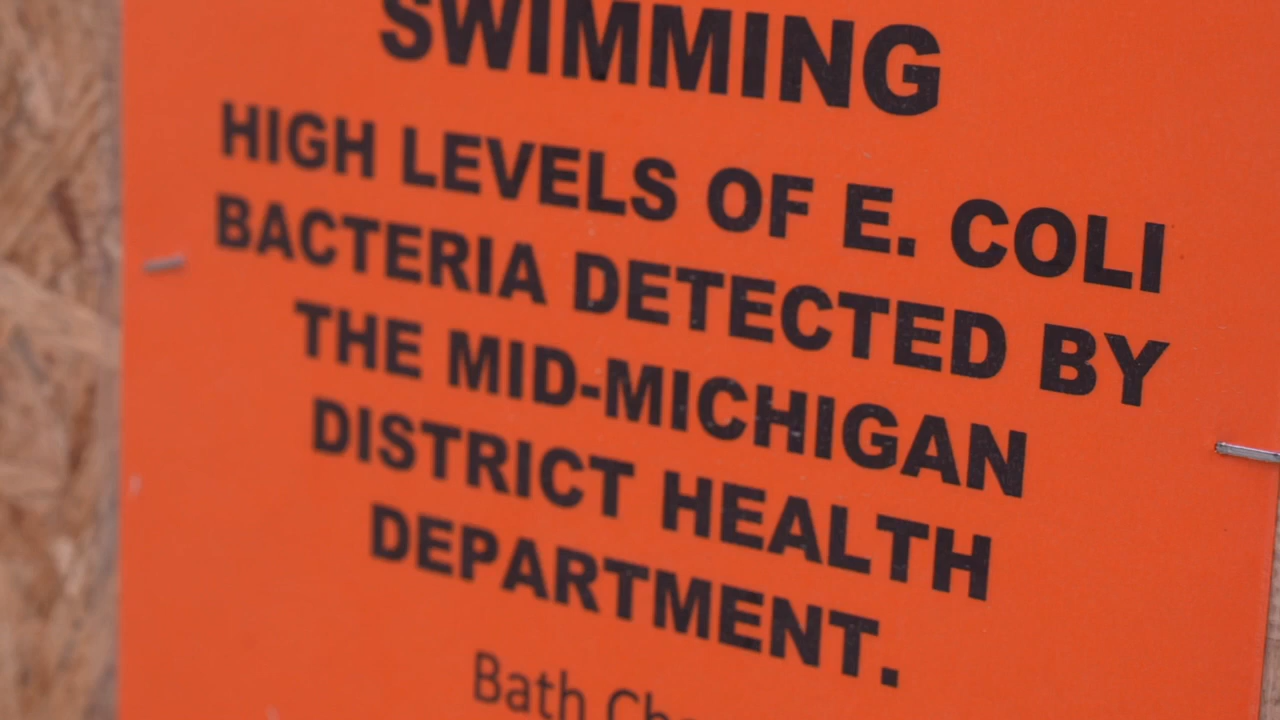 SWIMMING
HIGH LEVELS OF E. COLI
BACTERIA DETECTED BY
THE MID-MICHIGAN
DISTRICT HEALTH
DEPARTMENT.
Bath